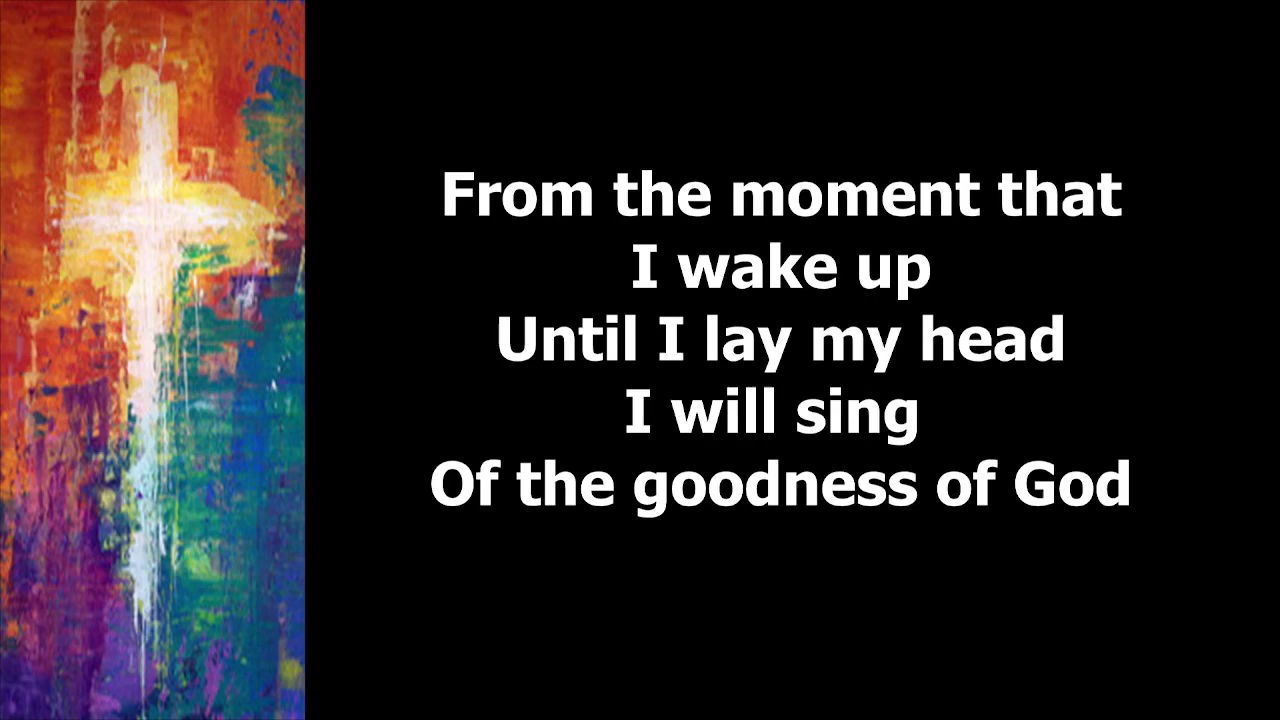 From the moment that
I wake up
Until I lay my head
I will sing
Of the goodness of God